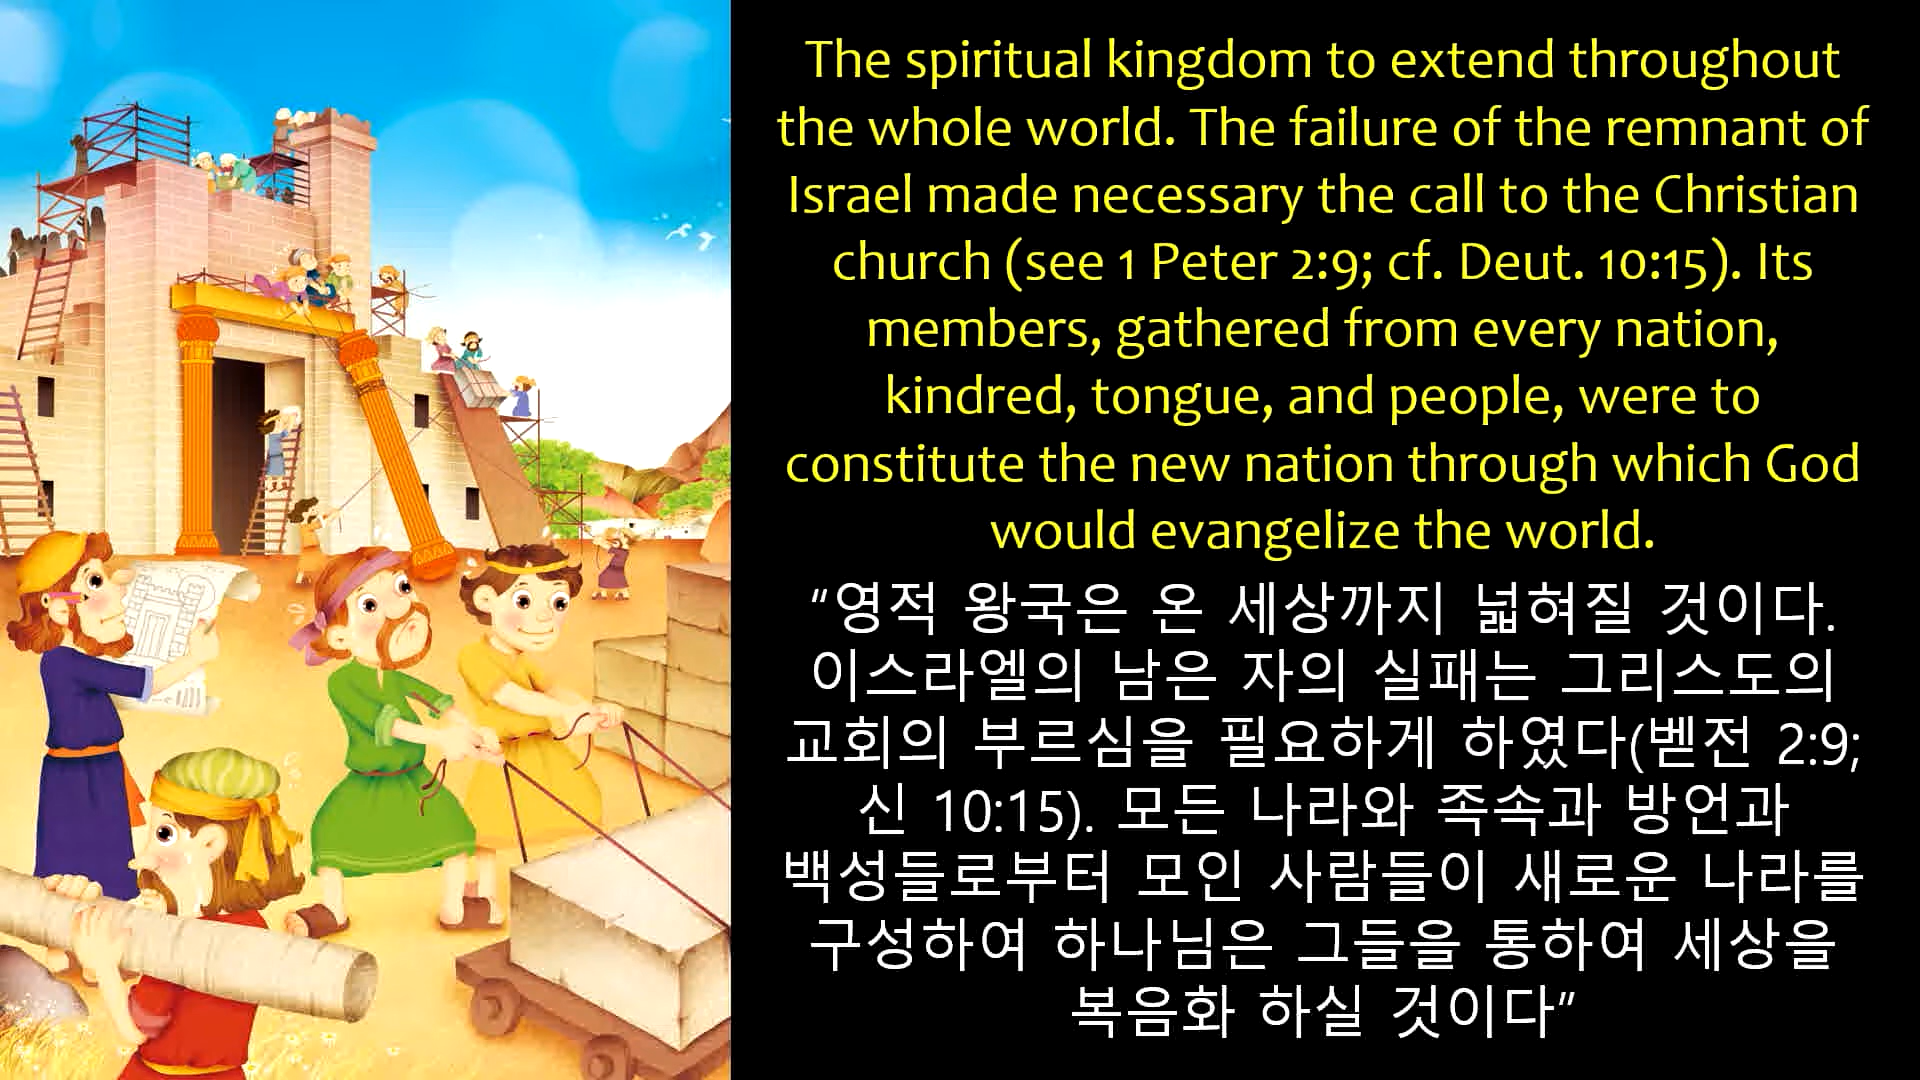 The spiritual kingdom to extend throughout
the whole world. The failure of the remnant of
Israel made necessary the call to the Christian
church (see 1 Peter 2:9; cf. Deut. 10:15). Its
members, gathered from every nation,
kindred, tongue, and people, were to
constitute the new nation through which God
would evangelize the world.
“영적 왕국은 온 세상까지 넓혀질 것이다.
이스라엘의 남은 자의 실패는 그리스도의
교회의 부르심을 필요하게 하였다(벧전 2:9;
신 10:15). 모든 나라와 족속과 방언과
백성들로부터 모인 사람들이 새로운 나라를
구성하여 하나님은 그들을 통하여 세상을
복음화 하실 것이다”